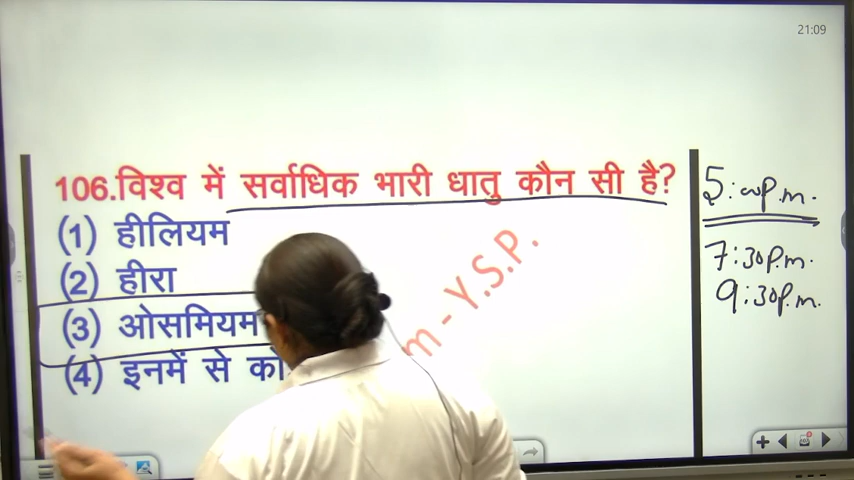 21:09
106.विश्व में सर्वाधिक भारी धातु कौन सी है?
(1) हीलियम
(2) हीरा
(3) ओसमियम
(4) इनमें से
m - Y.S.P.
5:00P.m.
7:30P.m.
9:30P.m.